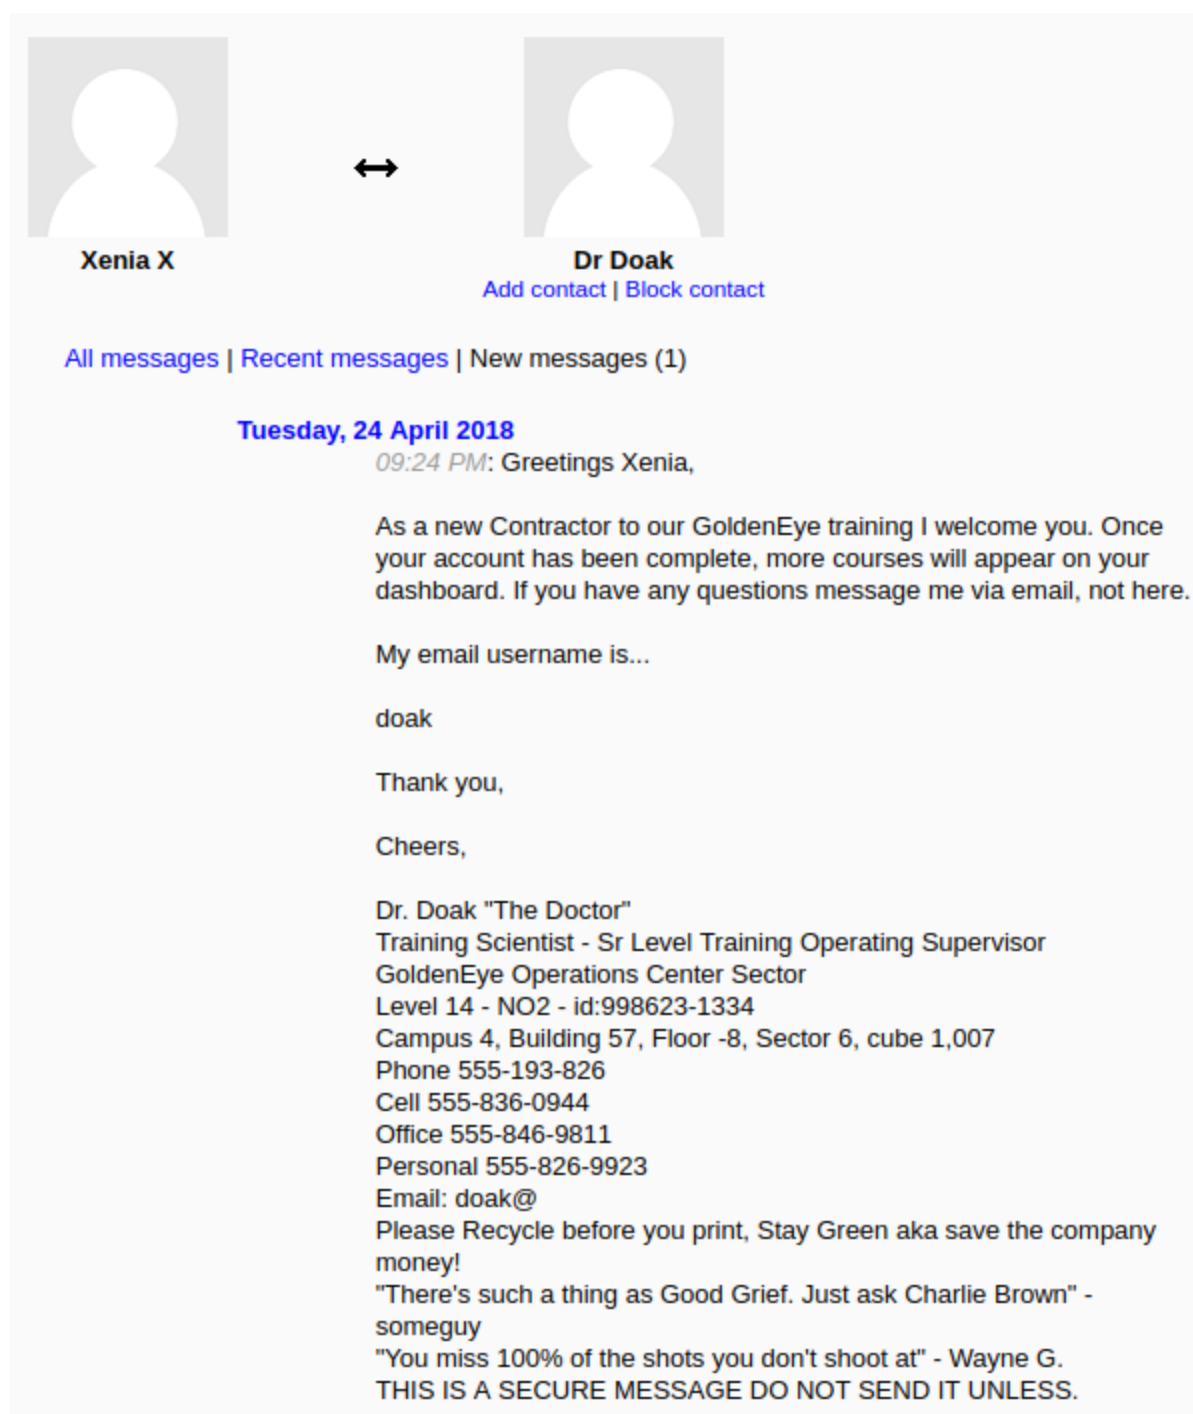 Xenia X
Dr Doak
Add contact | Block contact
All messages | Recent messages | New messages (1)
Tuesday, 24 April 2018
09:24 PM: Greetings Xenia,
As a new Contractor to our GoldenEye training I welcome you. Once
your account has been complete, more courses will appear on your
dashboard. If you have any questions message me via email, not here.
My email username is...
doak
Thank you,
Cheers,
Dr. Doak "The Doctor"
Training Scientist - Sr Level Training Operating Supervisor
GoldenEye Operations Center Sector
Level 14 - NO2 - id:998623-1334
Campus 4, Building 57, Floor -8, Sector 6, cube 1,007
Phone 555-193-826
Cell 555-836-0944
Office 555-846-9811
Personal 555-826-9923
Email: doak@
Please Recycle before you print, Stay Green aka save the company
money!
"There's such a thing as Good Grief. Just ask Charlie Brown" -
someguy
"You miss 100% of the shots you don't shoot at" - Wayne G.
THIS IS A SECURE MESSAGE DO NOT SEND IT UNLESS.